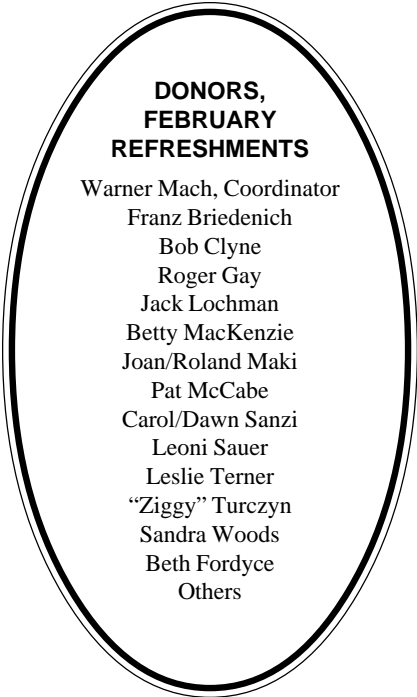 DONORS,
FEBRUARY
REFRESHMENTS
Warner Mach, Coordinator
Franz Briedenich
Bob Clyne
Roger Gay
Jack Lochman
Betty MacKenzie
Joan/Roland Maki
Pat McCabe
Carol/Dawn Sanzi
Leoni Sauer
Leslie Terner
“Ziggy” Turczyn
Sandra Woods
Beth Fordyce
Others